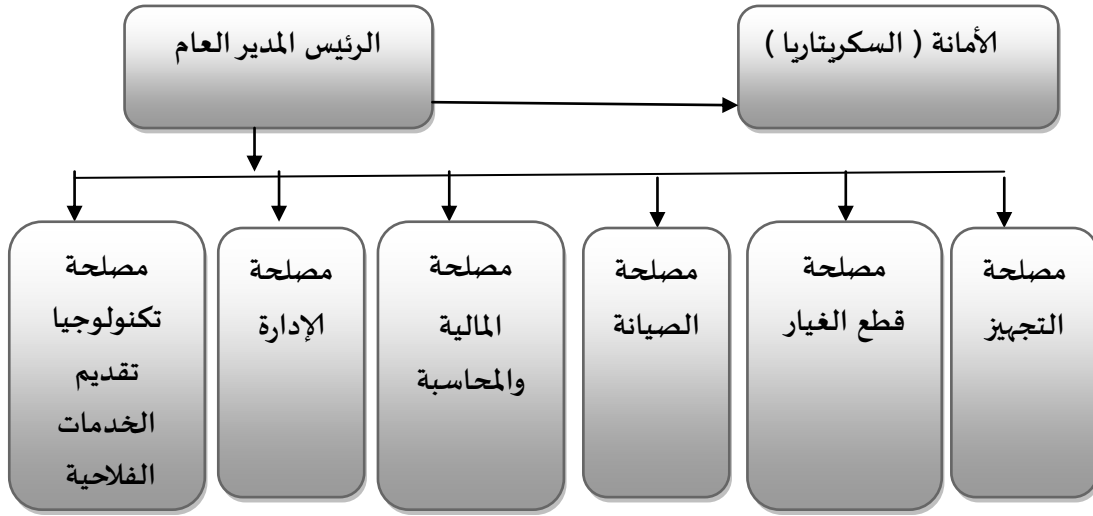 الرئيس المدير العام
الأمانة ( السكريتاريا )
مصلحة
التجهيز
مصلحة
قطع الغيار
مصلحة
الصيانة
مصلحة
المالية
والمحاسبة
مصلحة
الإدارة
مصلحة
تكنولوجيا
تقديم
الخدمات
الفلاحية